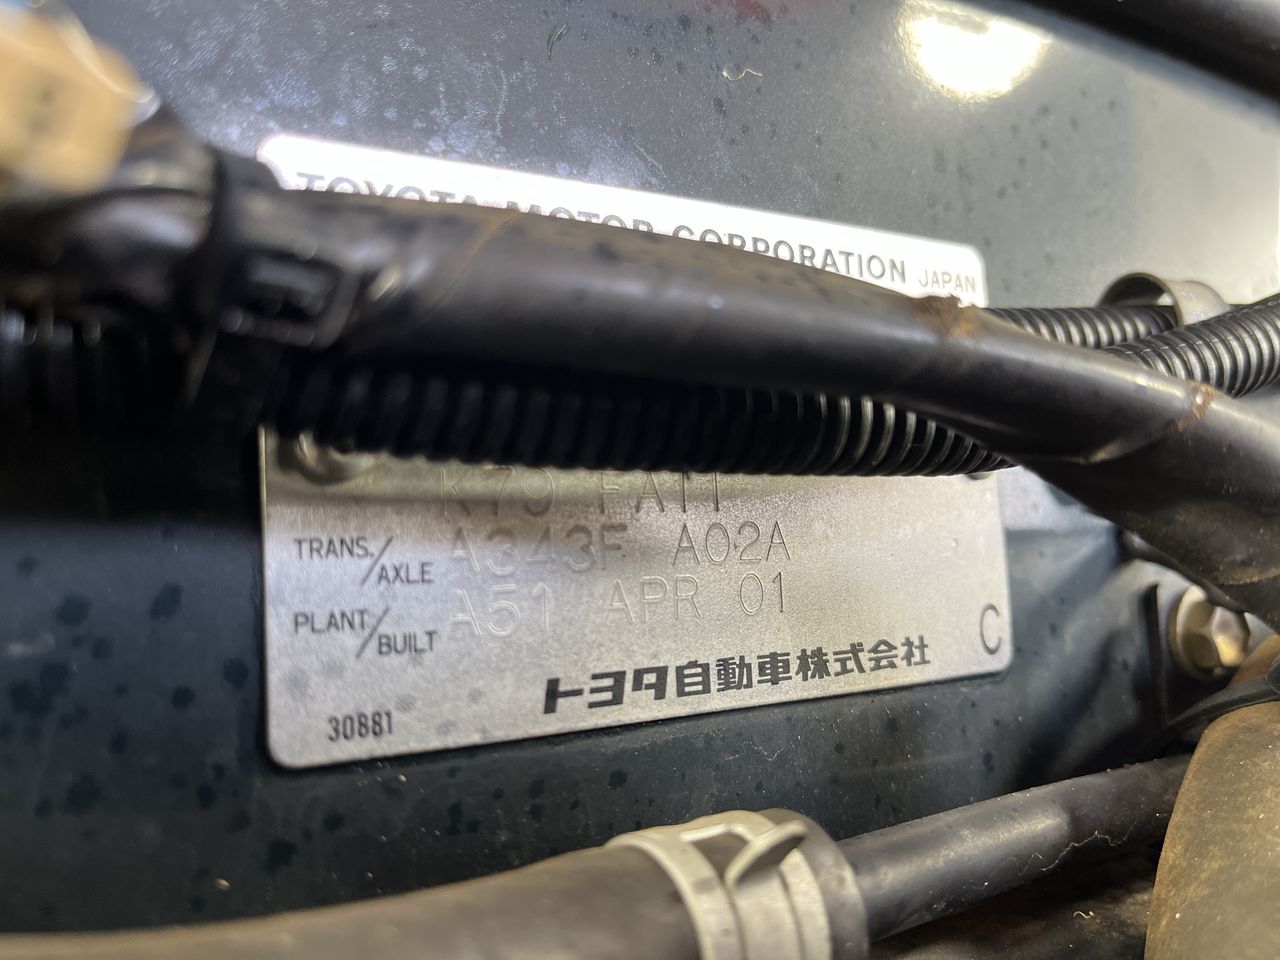 TOYOTA MOTOR CORPORATION JAPAN
K79 FA11
TRANS./AXLE A343F A02A
PLANT/BUILT A51 APR 01
C
トヨタ自動車株式会社
30881